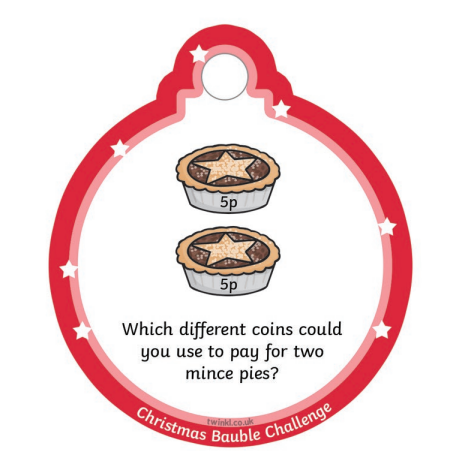 5p
5p
Which different coins could
you use to pay for two
mince pies?
twinkl.co.uk
Christmas Bauble Challenge